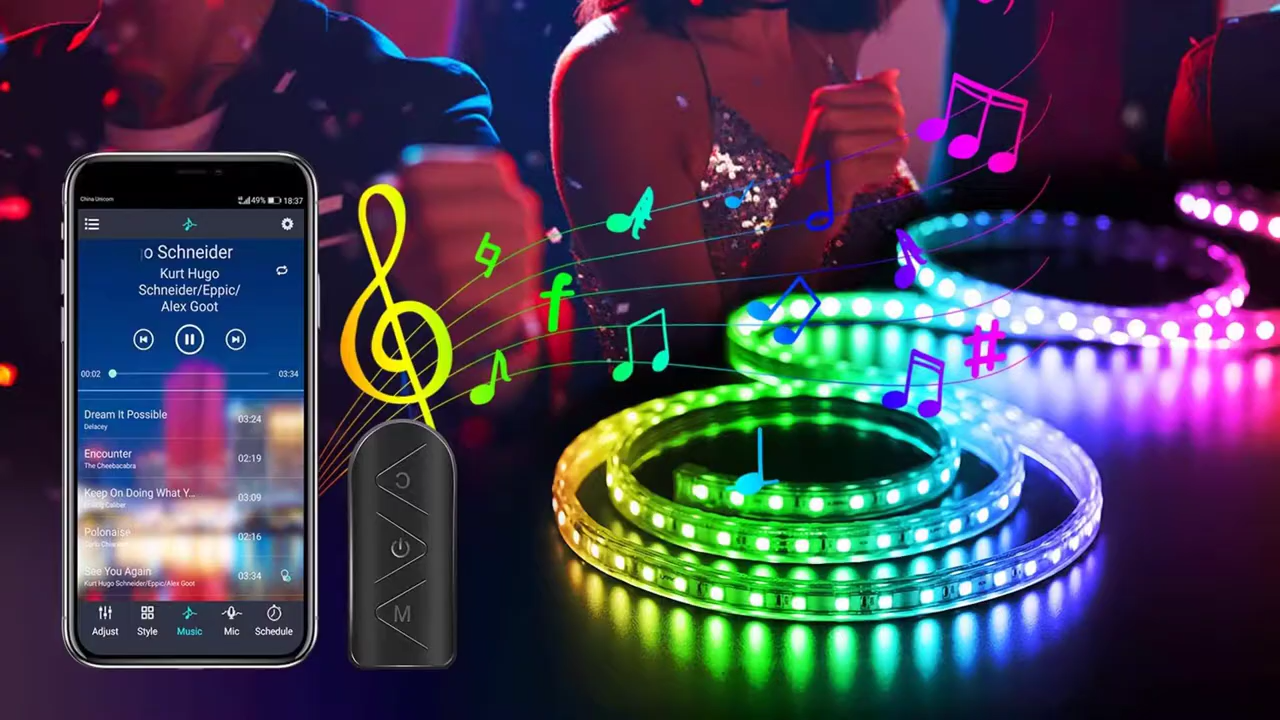 China Unicom
49% 18:37
o Schneider
Kurt Hugo
Schneider/Eppic/
Alex Goot
00:02
03:34
Dream It Possible
Delacey
03:24
Encounter
The Cheebacabra
02:19
Keep On Doing What Y...
03:09
Polonaise
02:16
See You Again
Kurt Hugo Schneider/Eppic/Alex Goot
03:34
Adjust Style Music Mic Schedule
C
M